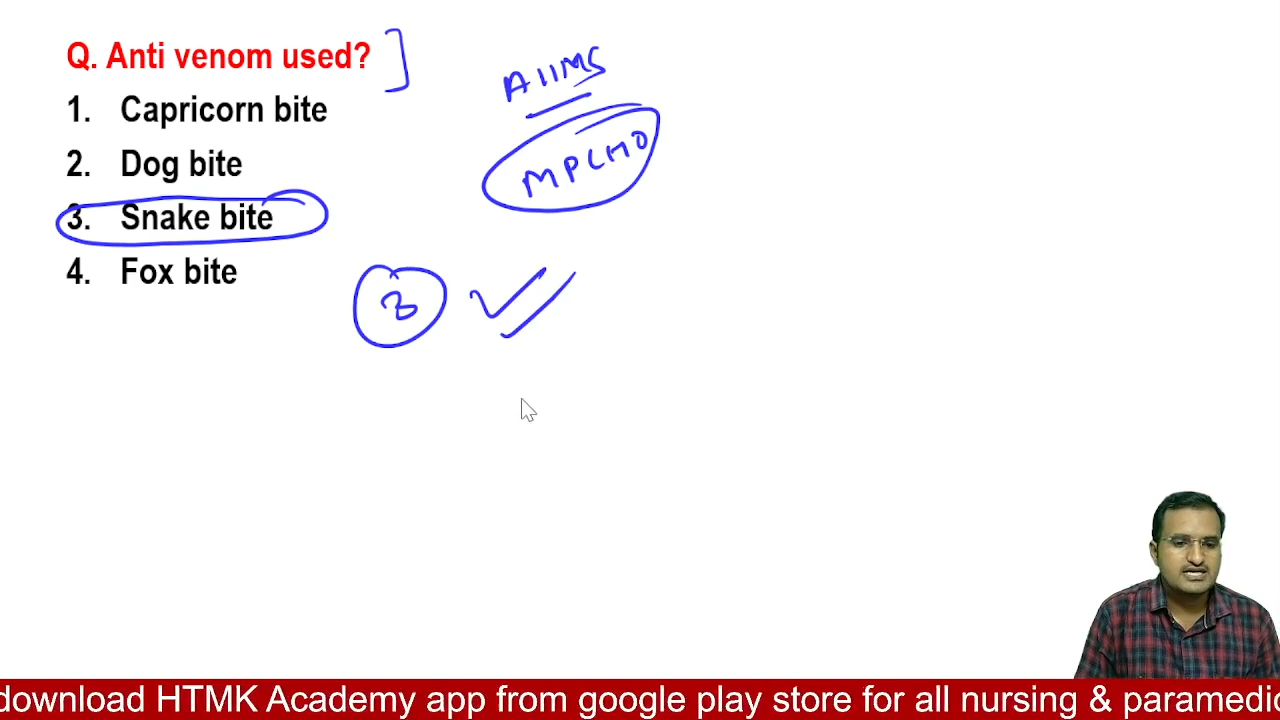 Q. Anti venom used?
1. Capricorn bite
2. Dog bite
3. Snake bite
4. Fox bite
AIIMS
MPCHO
3
download HTMK Academy app from google play store for all nursing & paramedic